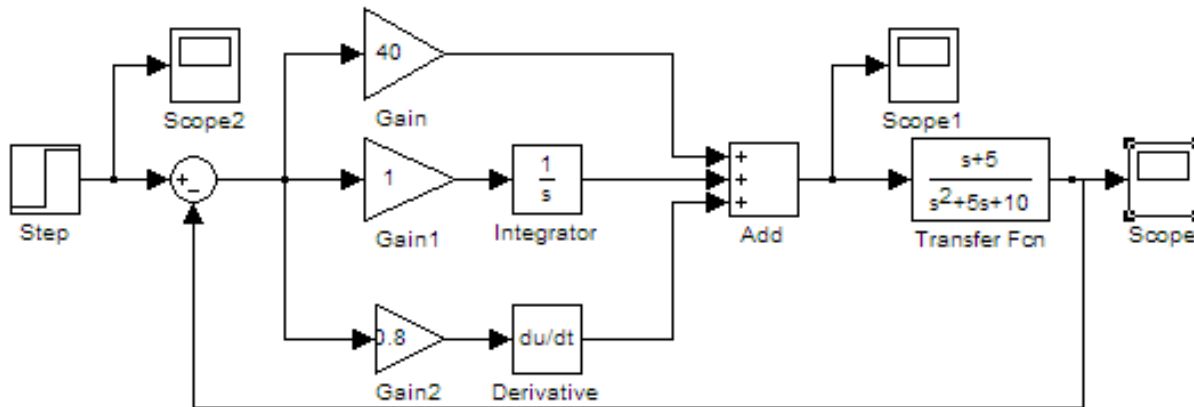 40
Gain
Scope2
Scope1
Step
+
−
1
Gain1
1
s
Integrator
+
+
+
Add
s+5
s²+5s+10
Transfer Fcn
Scope
0.8
Gain2
du/dt
Derivative